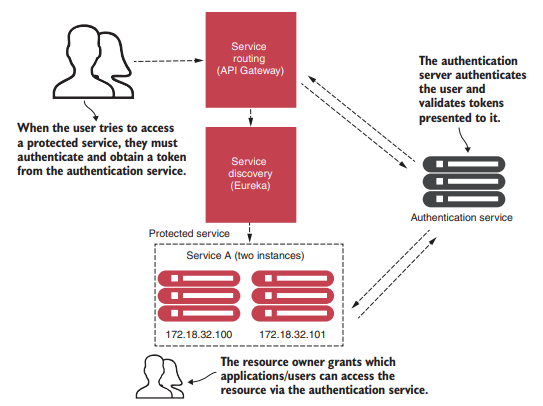 Service
routing
(API Gateway)
The authentication
server authenticates
the user and
validates tokens
presented to it.
When the user tries to access
a protected service, they must
authenticate and obtain a token
from the authentication service.
Service
discovery
(Eureka)
Authentication service
Protected service
Service A (two instances)
172.18.32.100
172.18.32.101
The resource owner grants which
applications/users can access the
resource via the authentication service.